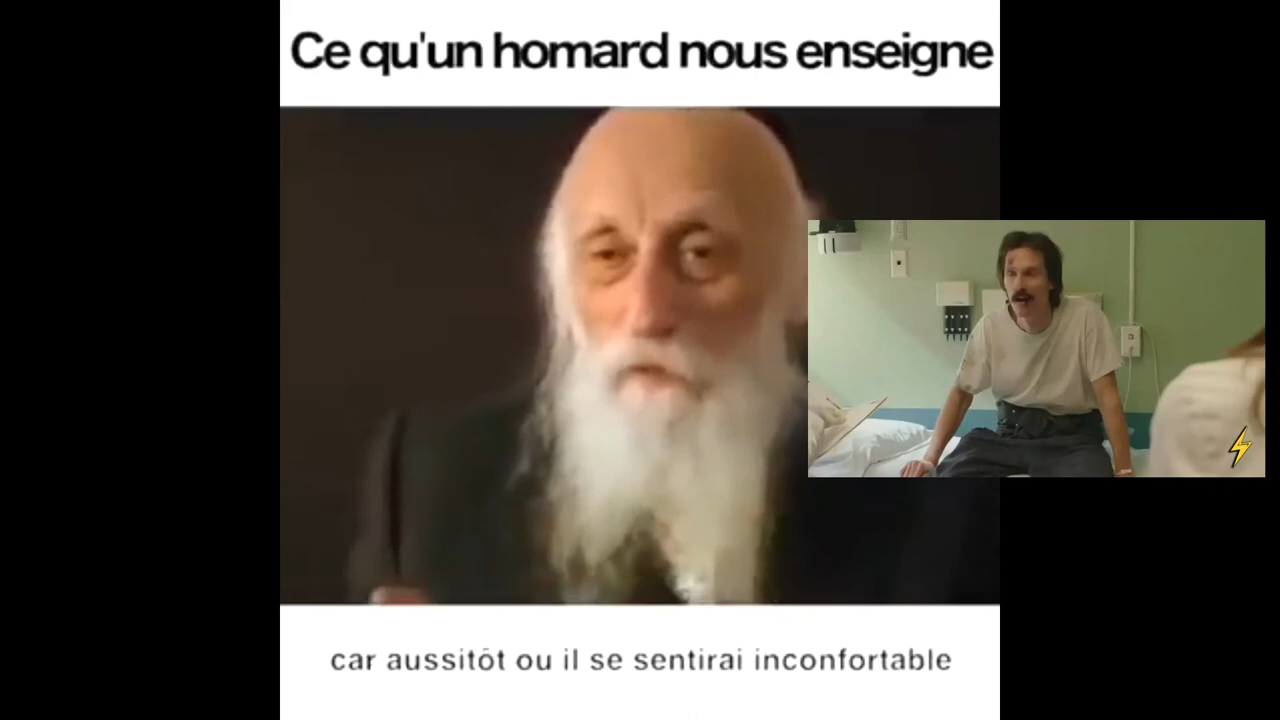 Ce qu'un homard nous enseigne
car aussitôt ou il se sentirai inconfortable